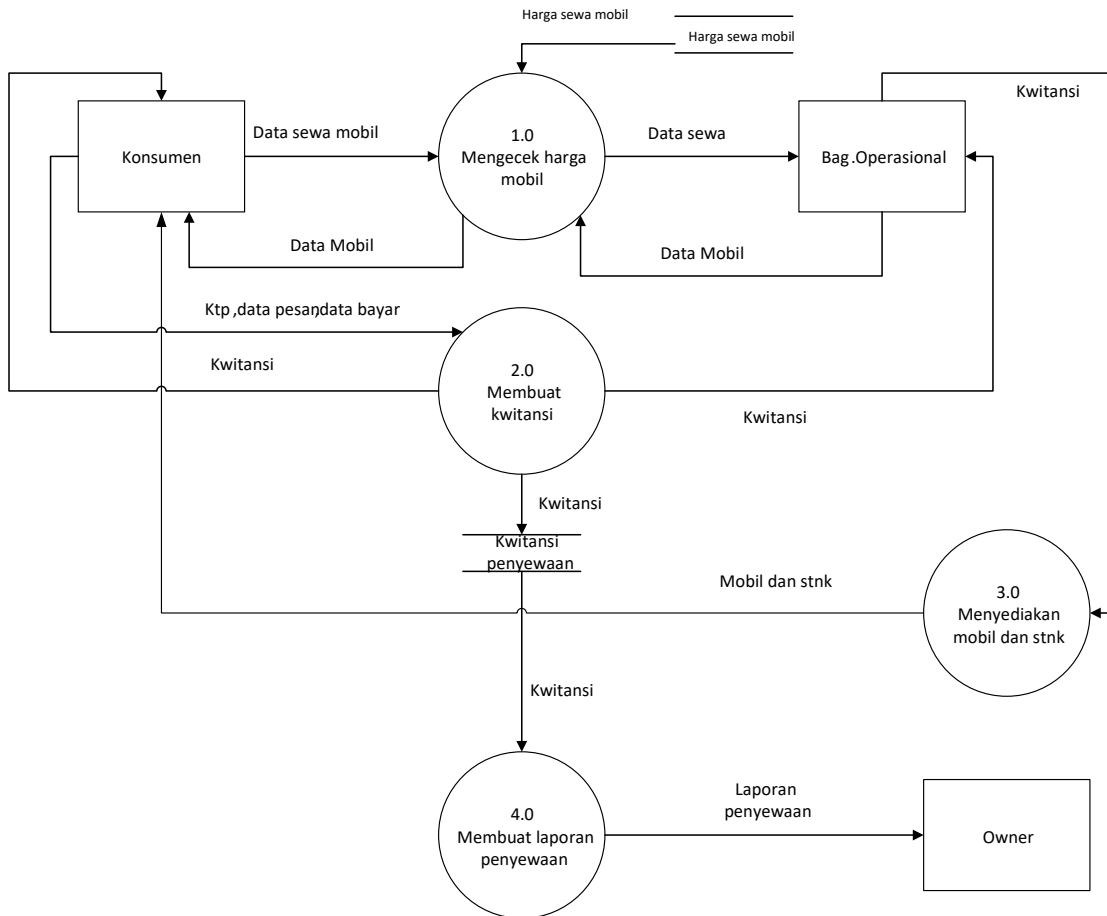 Harga sewa mobil
Harga sewa mobil
Kwitansi
Data sewa mobil
Data sewa
1.0
Mengecek harga
mobil
Konsumen
Bag.Operasional
Data Mobil
Data Mobil
Ktp,data pesan,data bayar
Kwitansi
2.0
Membuat
kwitansi
Kwitansi
Kwitansi
Kwitansi
penyewaan
Mobil dan stnk
3.0
Menyediakan
mobil dan stnk
Kwitansi
Laporan
penyewaan
4.0
Membuat laporan
penyewaan
Owner